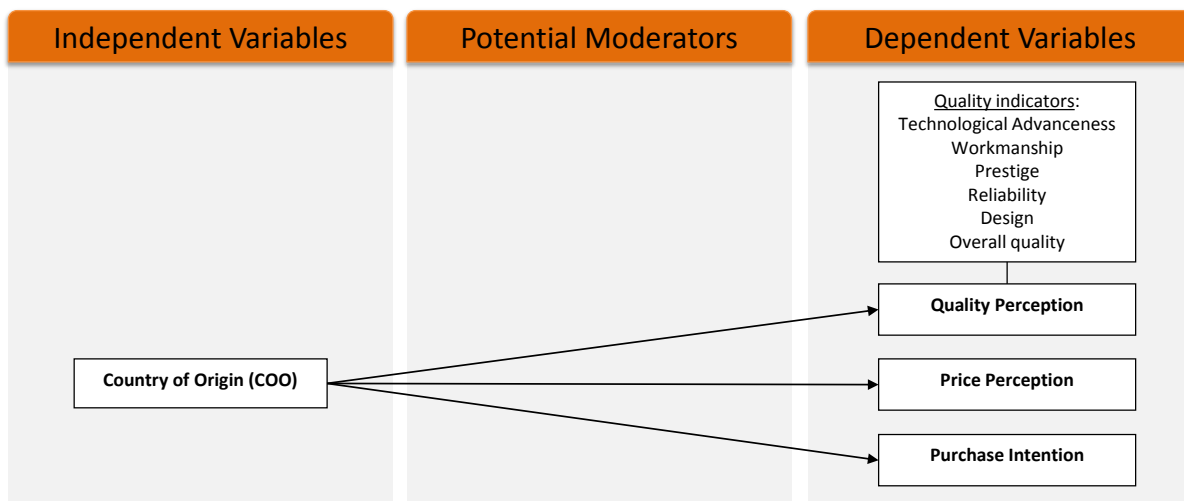 Independent Variables
Potential Moderators
Dependent Variables
Quality indicators:
Technological Advanceness
Workmanship
Prestige
Reliability
Design
Overall quality
Quality Perception
Country of Origin (COO)
Price Perception
Purchase Intention